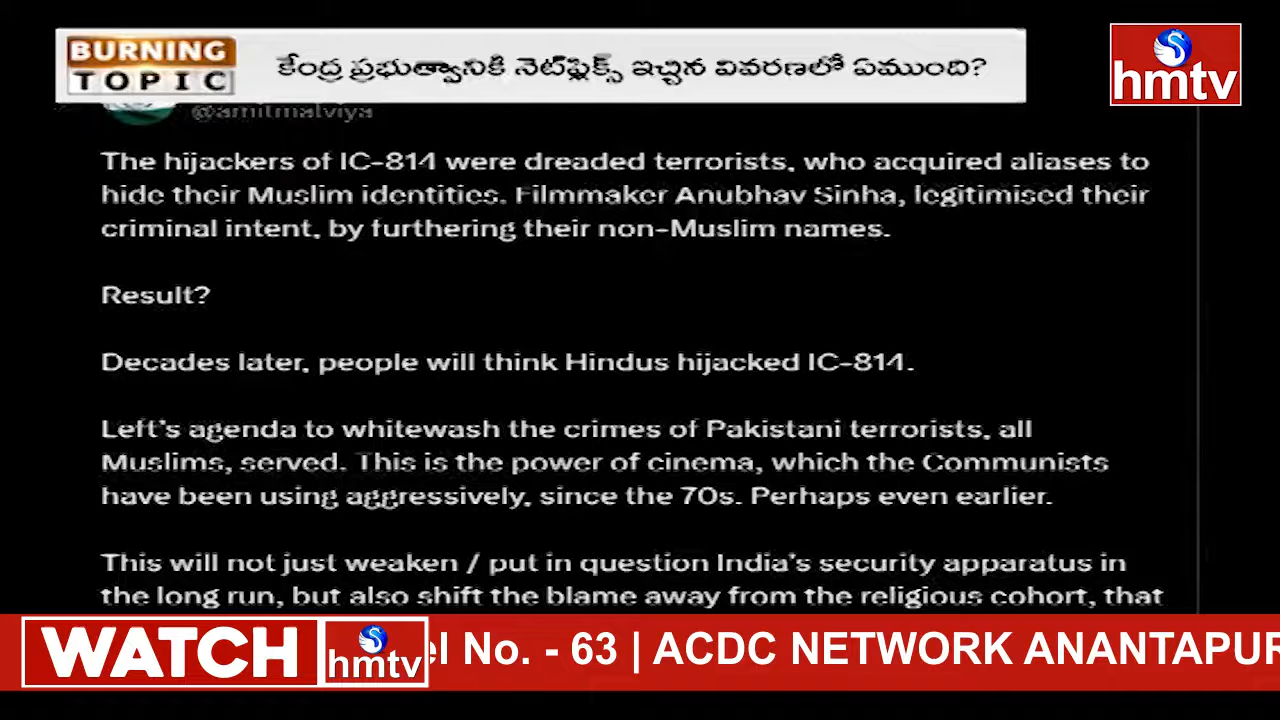 BURNING
TOPIC
కేంద్ర ప్రభుత్వానికి నెట్‌ఫ్లిక్స్ ఇచ్చిన వివరణలో ఏముంది?
hmtv
@amitmalviya
The hijackers of IC-814 were dreaded terrorists, who acquired aliases to
hide their Muslim identities. Filmmaker Anubhav Sinha, legitimised their
criminal intent, by furthering their non-Muslim names.
Result?
Decades later, people will think Hindus hijacked IC-814.
Left's agenda to whitewash the crimes of Pakistani terrorists, all
Muslims, served. This is the power of cinema, which the Communists
have been using aggressively, since the 70s. Perhaps even earlier.
This will not just weaken / put in question India's security apparatus in
the long run, but also shift the blame away from the religious cohort, that
WATCH hmtv el No. - 63 | ACDC NETWORK ANANTAPUR